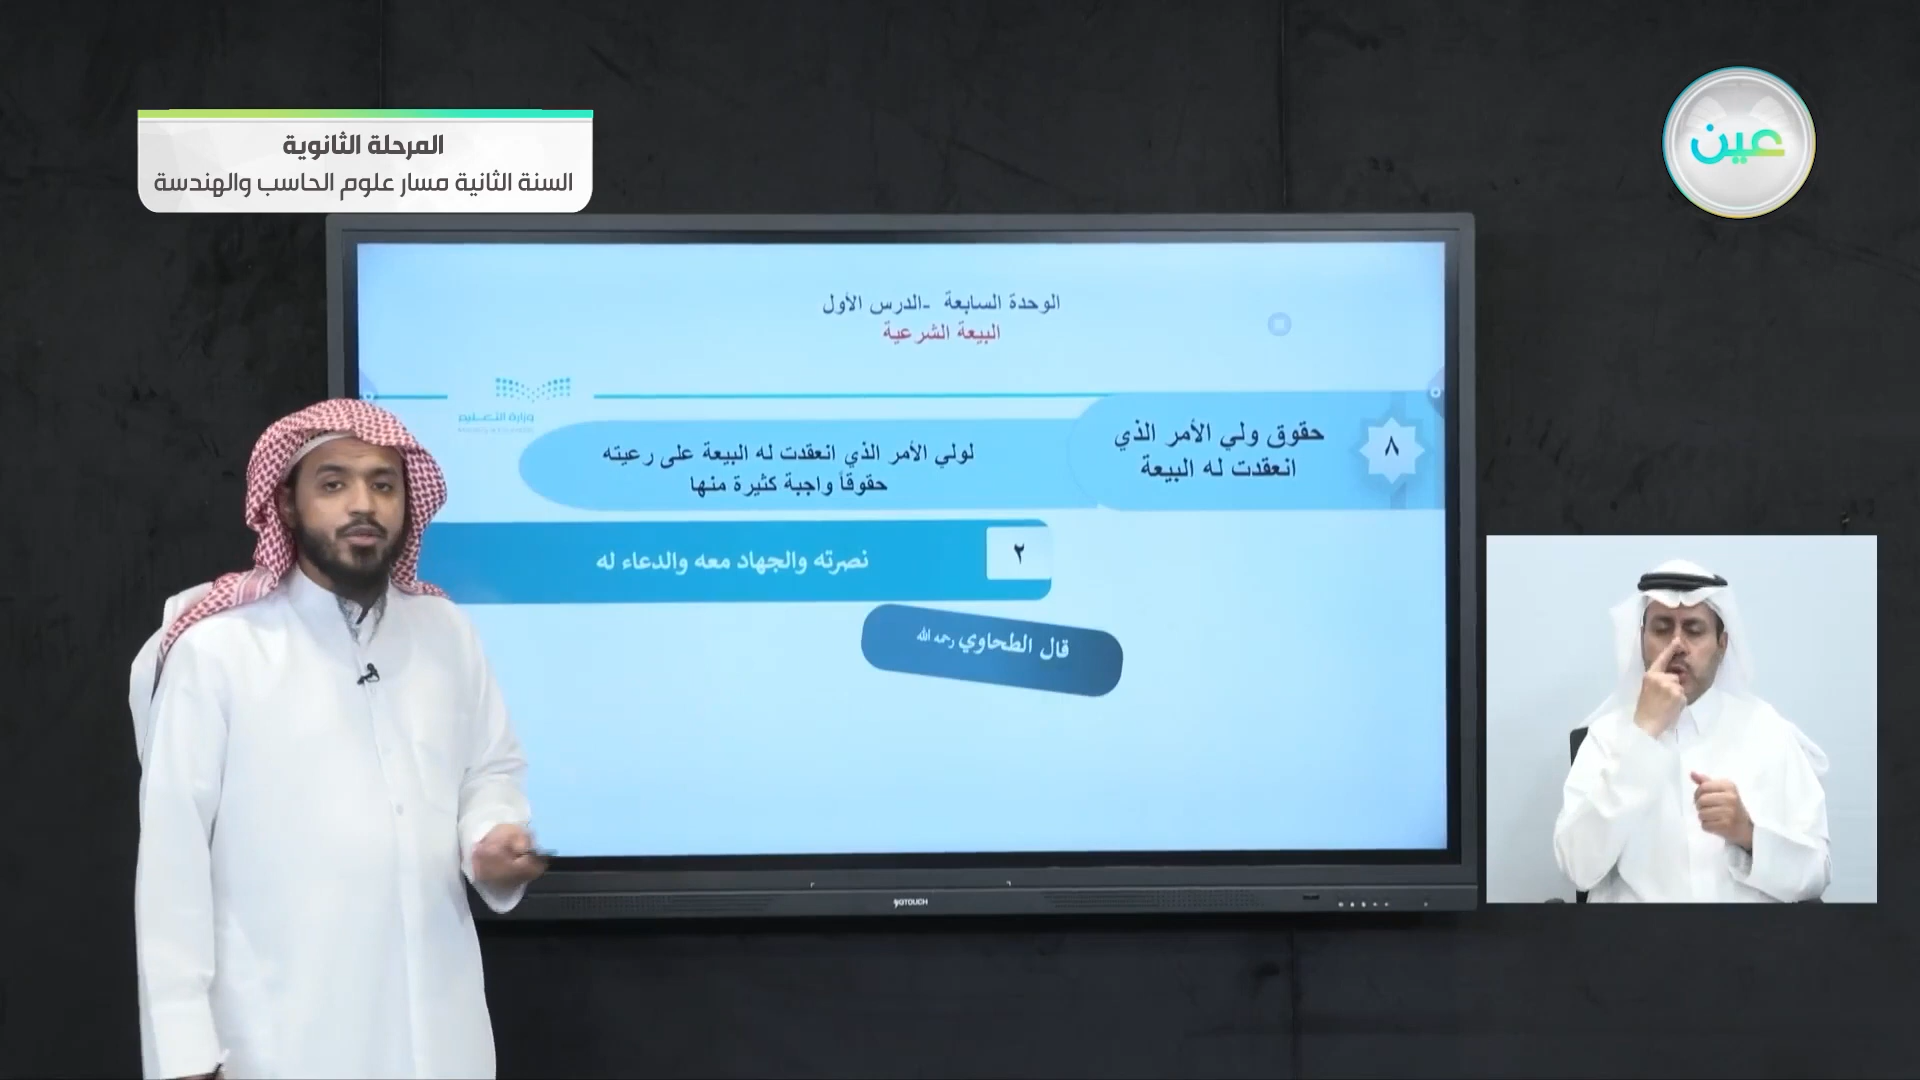 المرحلة الثانوية
السنة الثانية مسار علوم الحاسب والهندسة
عين
الوحدة السابعة -الدرس الأول
البيعة الشرعية
وزارة التعليم
٨
حقوق ولي الأمر الذي
انعقدت له البيعة
لولي الأمر الذي انعقدت له البيعة على رعيته
حقوقاً واجبة كثيرة منها
٢
نصرته والجهاد معه والدعاء له
قال الطحاوي رحمه الله